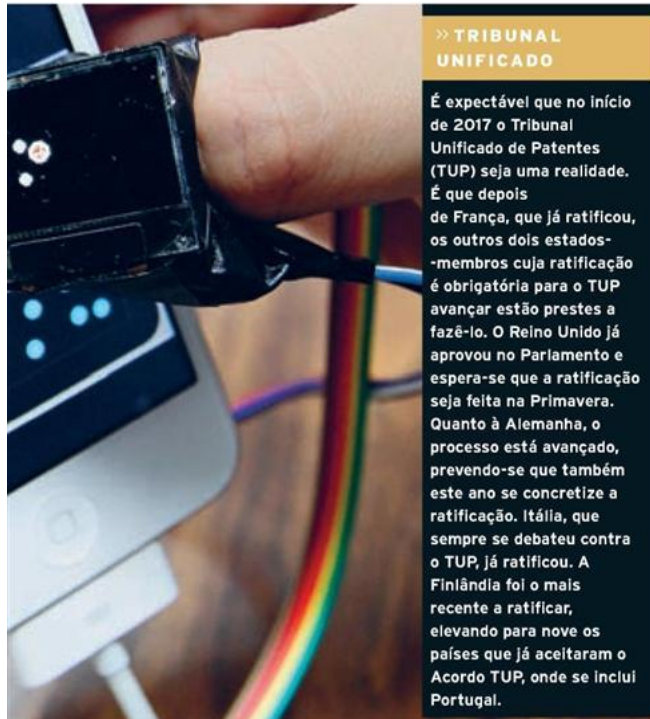 >> TRIBUNAL
UNIFICADO
É expectável que no início
de 2017 o Tribunal
Unificado de Patentes
(TUP) seja uma realidade.
É que depois
de França, que já ratificou,
os outros dois estados-
-membros cuja ratificação
é obrigatória para o TUP
avançar estão prestes a
fazê-lo. O Reino Unido já
aprovou no Parlamento e
espera-se que a ratificação
seja feita na Primavera.
Quanto à Alemanha, o
processo está avançado,
prevendo-se que também
este ano se concretize a
ratificação. Itália, que
sempre se debateu contra
o TUP, já ratificou. A
Finlândia foi o mais
recente a ratificar,
elevando para nove os
países que já aceitaram o
Acordo TUP, onde se inclui
Portugal.